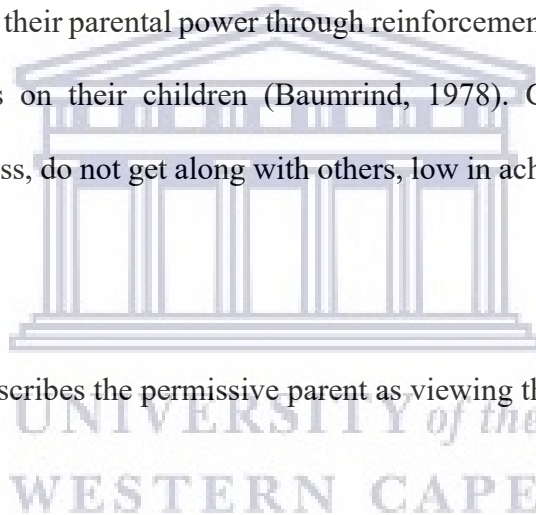 their parental power through reinforcement
s on their children (Baumrind, 1978). C
ss, do not get along with others, low in ach
scribes the permissive parent as viewing th
UNIVERSITY of the
WESTERN CAPE